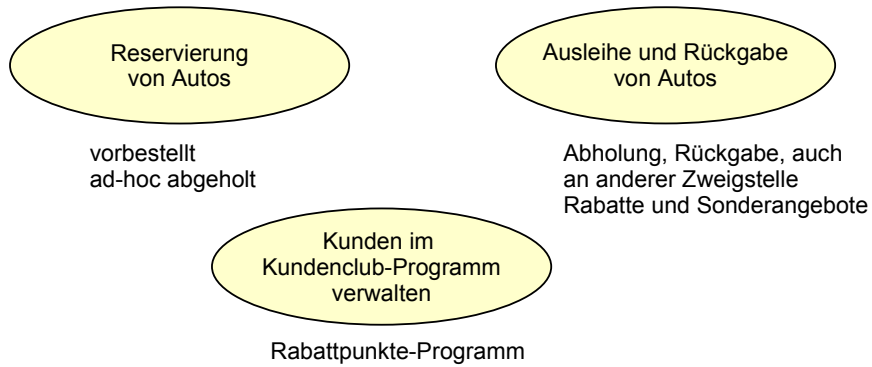 Reservierung
von Autos
vorbestellt
ad-hoc abgeholt
Ausleihe und Rückgabe
von Autos
Abholung, Rückgabe, auch
an anderer Zweigstelle
Rabatte und Sonderangebote
Kunden im
Kundenclub-Programm
verwalten
Rabattpunkte-Programm